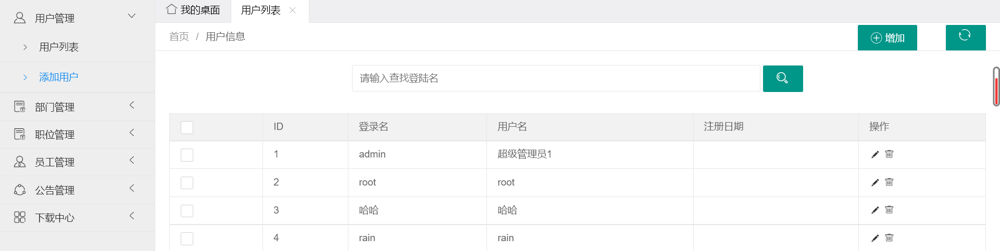 用户管理
用户列表
添加用户
部门管理
职位管理
员工管理
公告管理
下载中心
我的桌面 用户列表
首页 / 用户信息 增加
请输入查找登陆名
ID 登录名 用户名 注册日期 操作
1 admin 超级管理员1
2 root root
3 哈哈 哈哈
4 rain rain